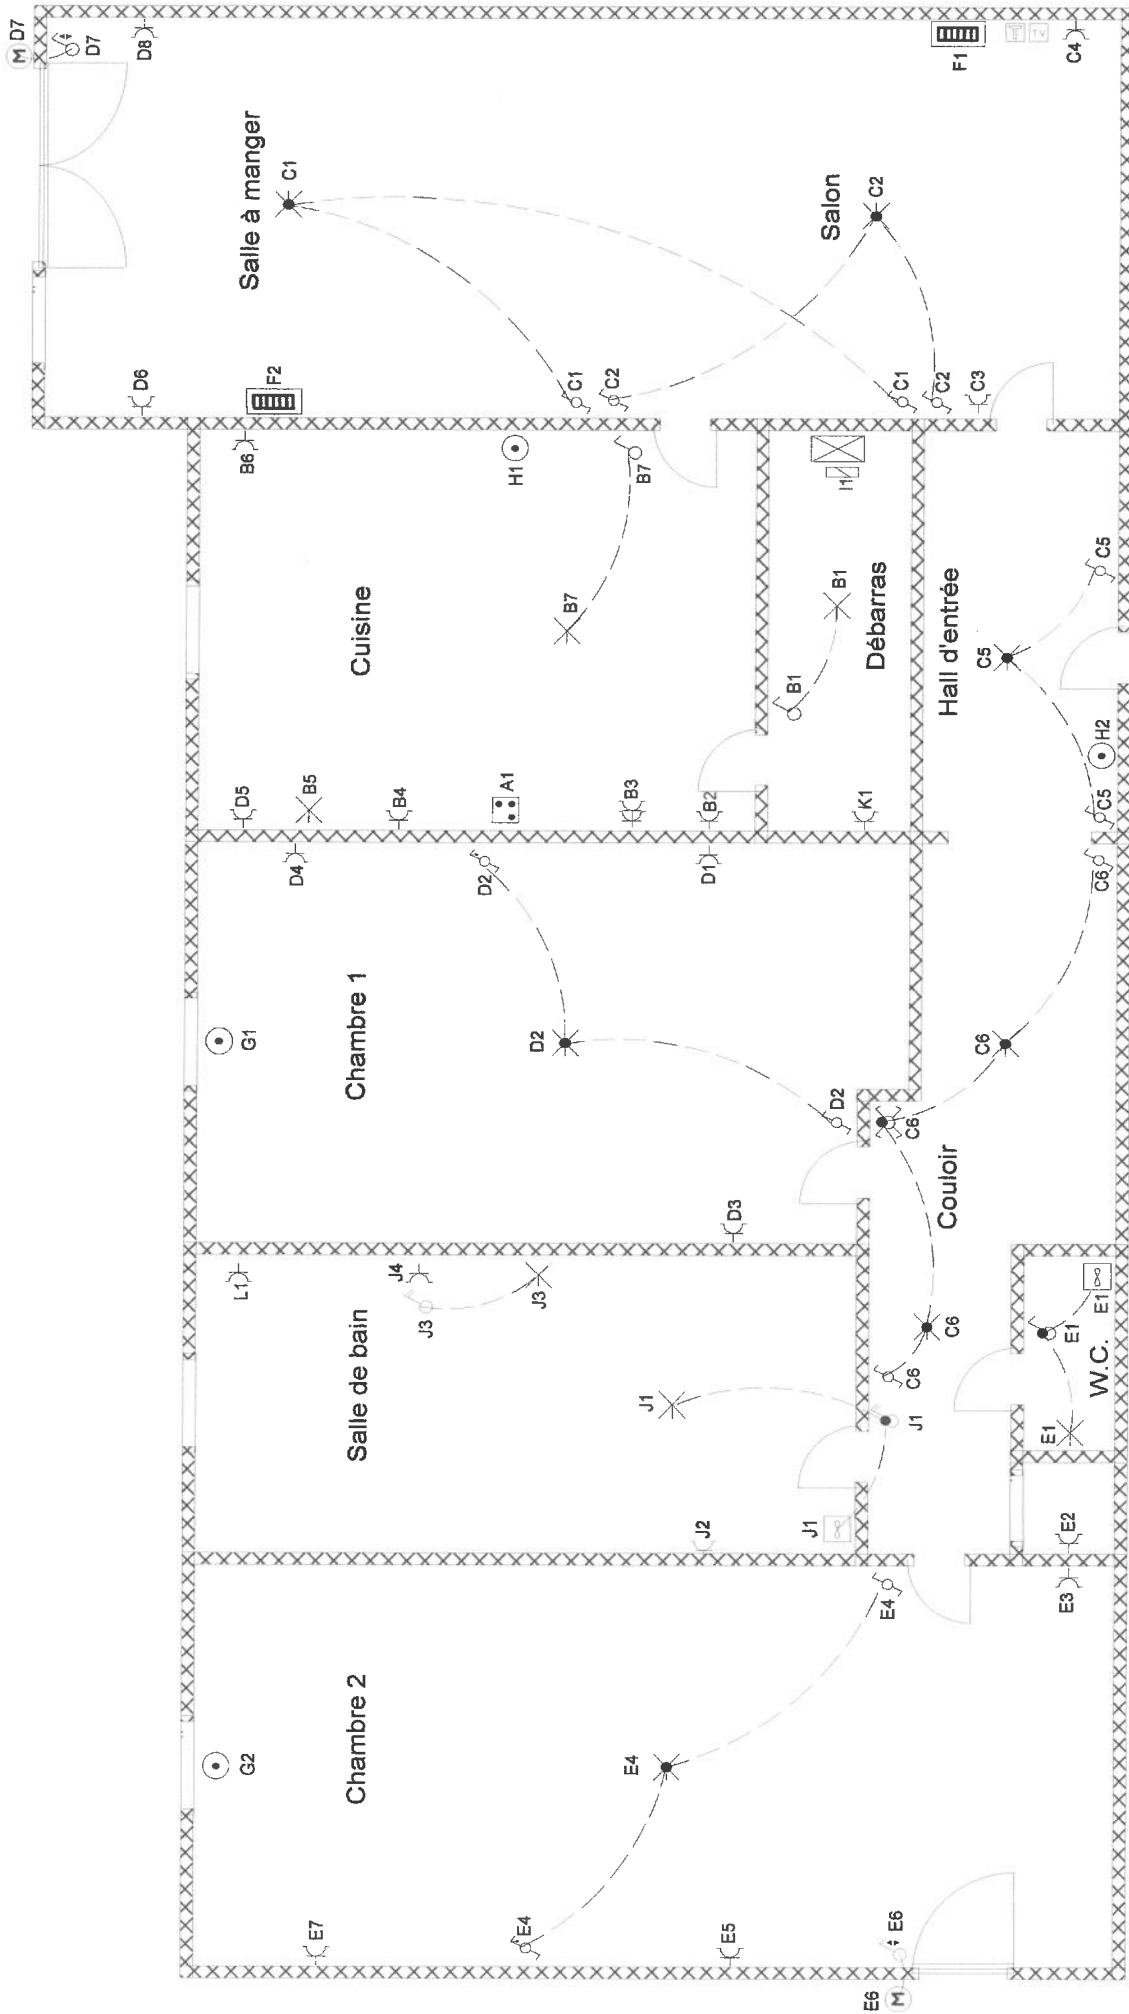 D7
M
D7
D8
Salle à manger
C1
D6
F2
C1
C2
Salon
C2
C1
C2
C3
F1
T
TV
C4
B6
H1
B7
Cuisine
B7
D5
B5
B4
A1
B3
B2
I1
B1
B1
Débarras
K1
Hall d'entrée
C5
C5
H2
C5
D4
D2
D1
G1
Chambre 1
D2
D2
D3
C6
C6
C6
Couloir
C6
C6
L1
J4
J3
J3
Salle de bain
J1
J1
J1
J2
E1
E1
W.C.
E1
E2
E3
G2
Chambre 2
E4
E4
E7
E4
E5
E6
E6
M